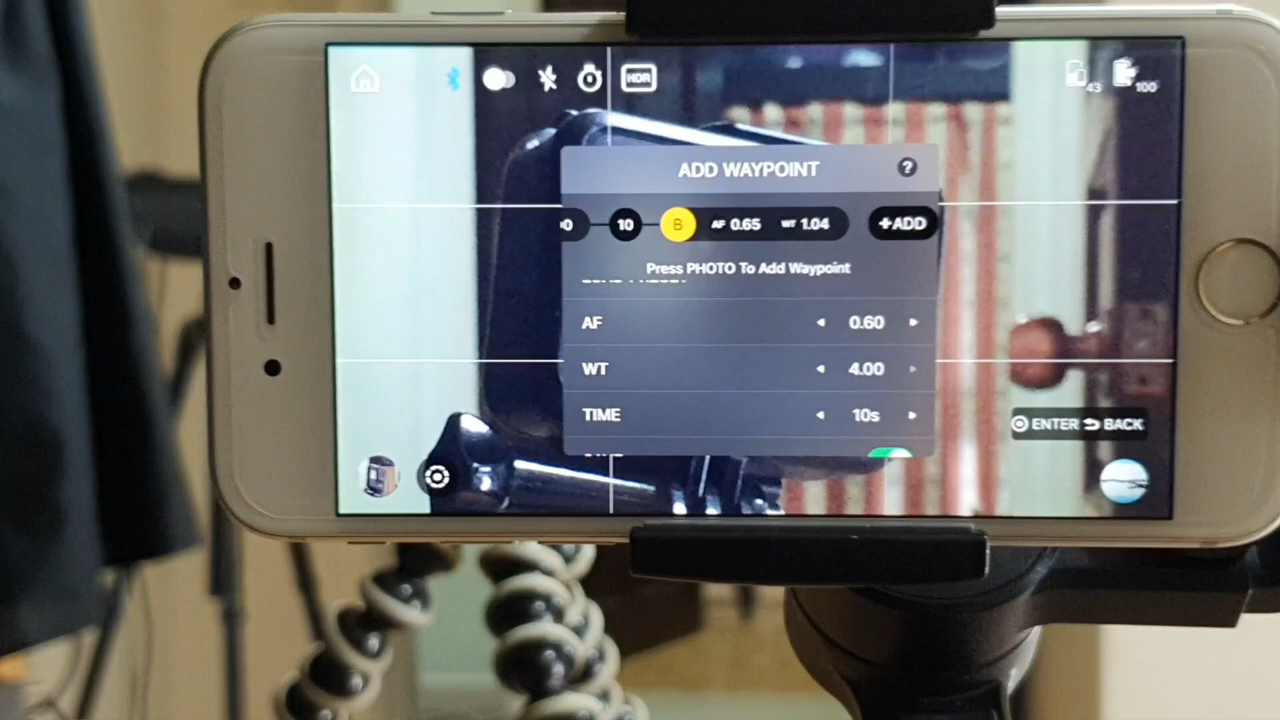 HDR
43
100
ADD WAYPOINT ?
10 B AF 0.65 WT 1.04 +ADD
Press PHOTO To Add Waypoint
AF 0.60
WT 4.00
TIME 10s
ENTER BACK